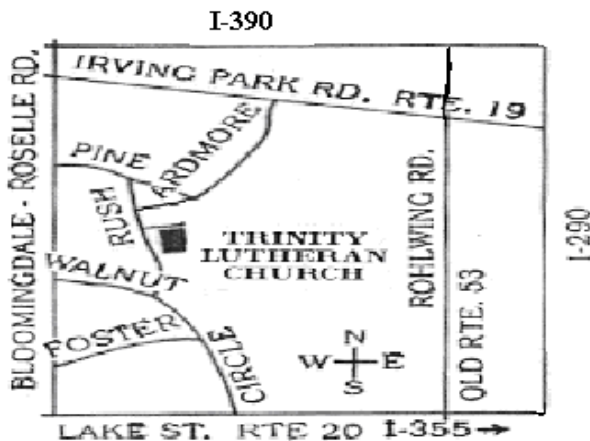 I-390
IRVING PARK RD. RTE. 19
BLOOMINGDALE - ROSELLE RD.
PINE
ARDMORE
RUSH
TRINITY
LUTHERAN
CHURCH
ROHLWING RD.
QLD RTE. 53
I-290
WALNUT
FOSTER
CIRCLE
N
W E
S
LAKE ST. RTE 20 I-355